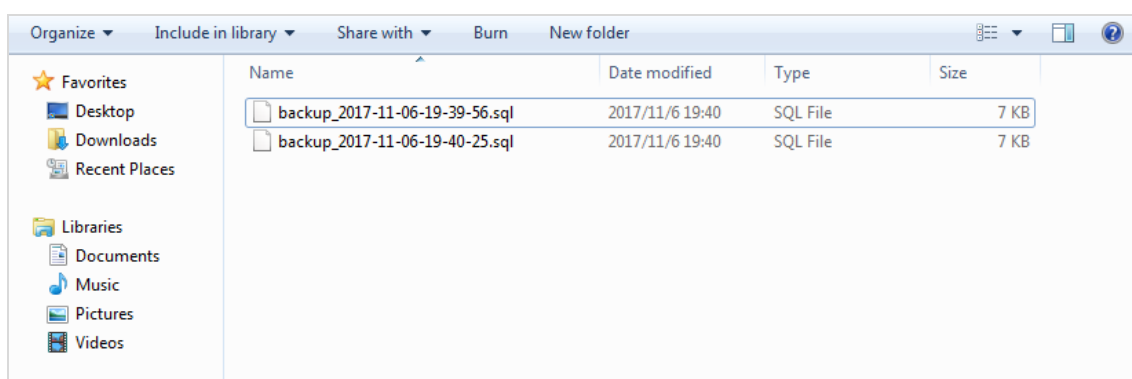 Organize Include in library Share with Burn New folder
Favorites
Desktop
Downloads
Recent Places
Libraries
Documents
Music
Pictures
Videos
Name Date modified Type Size
backup_2017-11-06-19-39-56.sql 2017/11/6 19:40 SQL File 7 KB
backup_2017-11-06-19-40-25.sql 2017/11/6 19:40 SQL File 7 KB